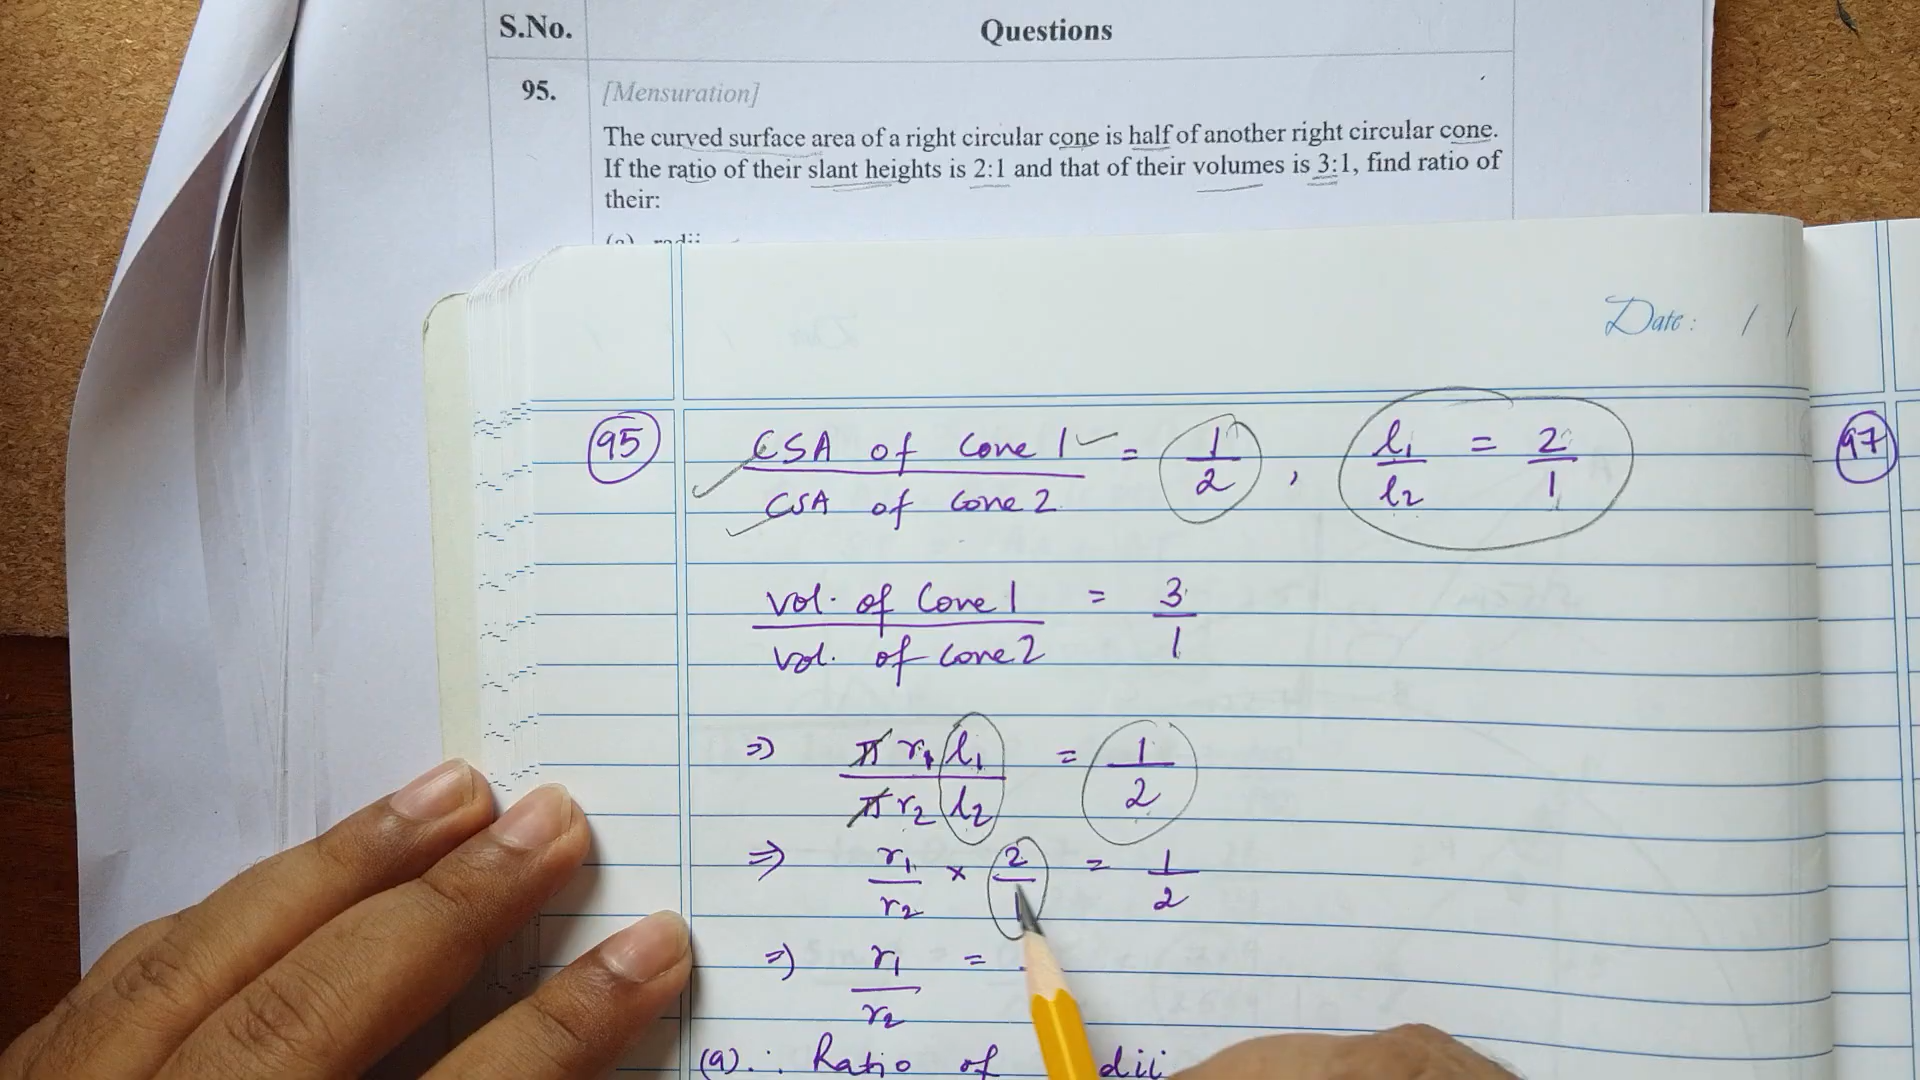 S.No. Questions
95. [Mensuration]
The curved surface area of a right circular cone is half of another right circular cone.
If the ratio of their slant heights is 2:1 and that of their volumes is 3:1, find ratio of
their:
(a) radii
Date: / /
95 CSA of Cone 1 / CSA of Cone 2 = 1/2 , l₁/l₂ = 2/1
97
Vol. of Cone 1 / Vol. of Cone 2 = 3/1
⇒ π r₁ l₁ / π r₂ l₂ = 1/2
⇒ r₁/r₂ × 2/1 = 1/2
⇒ r₁/r₂ =
(a) ∴ Ratio of dii